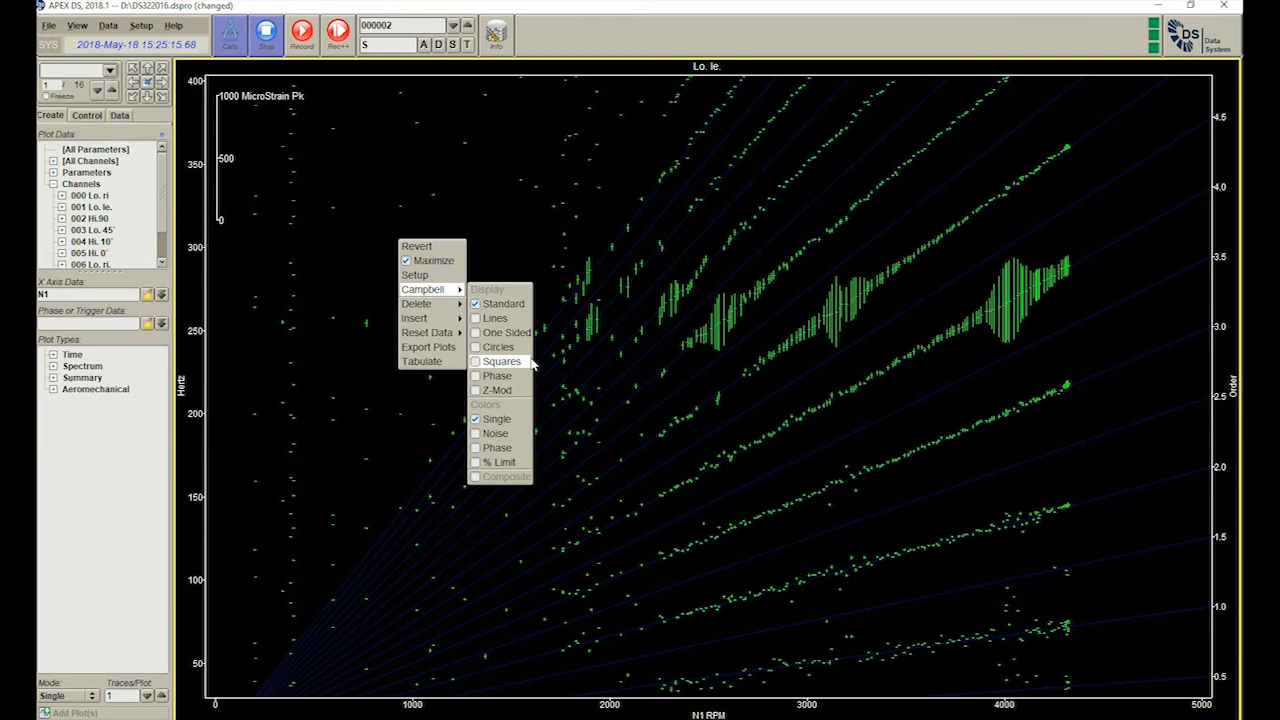 APEX DS, 2018.1 -- D:\DS322016.dspro (changed)
File View Data Setup Help
SYS 2018-May-18 15:25:15.68
Cals Stop Record Rec++
000002
S A D S T
Info
DS Data System
1 / 16
Freeze
Create Control Data
Plot Data:
[All Parameters]
[All Channels]
Parameters
Channels
000 Lo. ri
001 Lo. le.
002 Hi.90
003 Lo. 45˚
004 Hi. 10˚
005 Hi. 0˚
006 Lo. ri.
X Axis Data:
N1
Phase or Trigger Data:
Plot Types:
Time
Spectrum
Summary
Aeromechanical
Mode: Traces/Plot:
Single 1
Add Plot(s)
Lo. le.
1000 MicroStrain Pk
500
0
400
350
300
250
200
150
100
50
Hertz
4.5
4.0
3.5
3.0
2.5
2.0
1.5
1.0
0.5
Order
0 1000 2000 3000 4000 5000
N1 RPM
Revert
Maximize
Setup
Campbell
Delete
Insert
Reset Data
Export Plots
Tabulate
Display:
Standard
Lines
One Sided
Circles
Squares
Phase
Z-Mod
Colors:
Single
Noise
Phase
% Limit
Composite